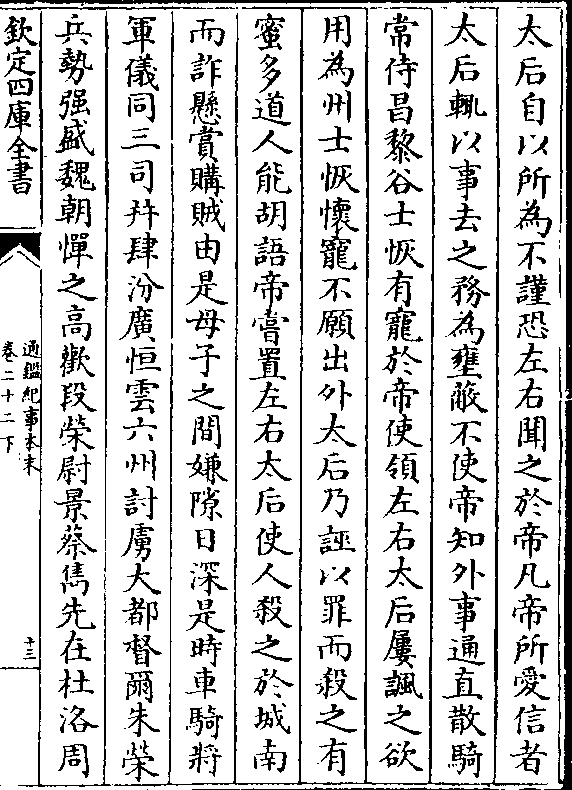 太后自以所為不謹恐左右聞之於帝凡帝所愛信者
太后輒以事去之務為壅蔽不使帝知外事通直散騎
常侍昌黎谷士恢有寵於帝使領左右太后屢諷之欲
用為州士恢懷寵不願出外太后乃誣以罪而殺之有
蜜多道人能胡語帝嘗置左右太后使人殺之於城南
而詐懸賞購賊由是母子之間嫌隙日深是時車騎將
軍儀同三司幷肆汾廣恒雲六州討虜大都督爾朱榮
兵勢强盛魏朝憚之高歡段榮尉景蔡雋先在杜洛周
欽定四庫全書
通鑑紀事本末
卷二十二下
十三